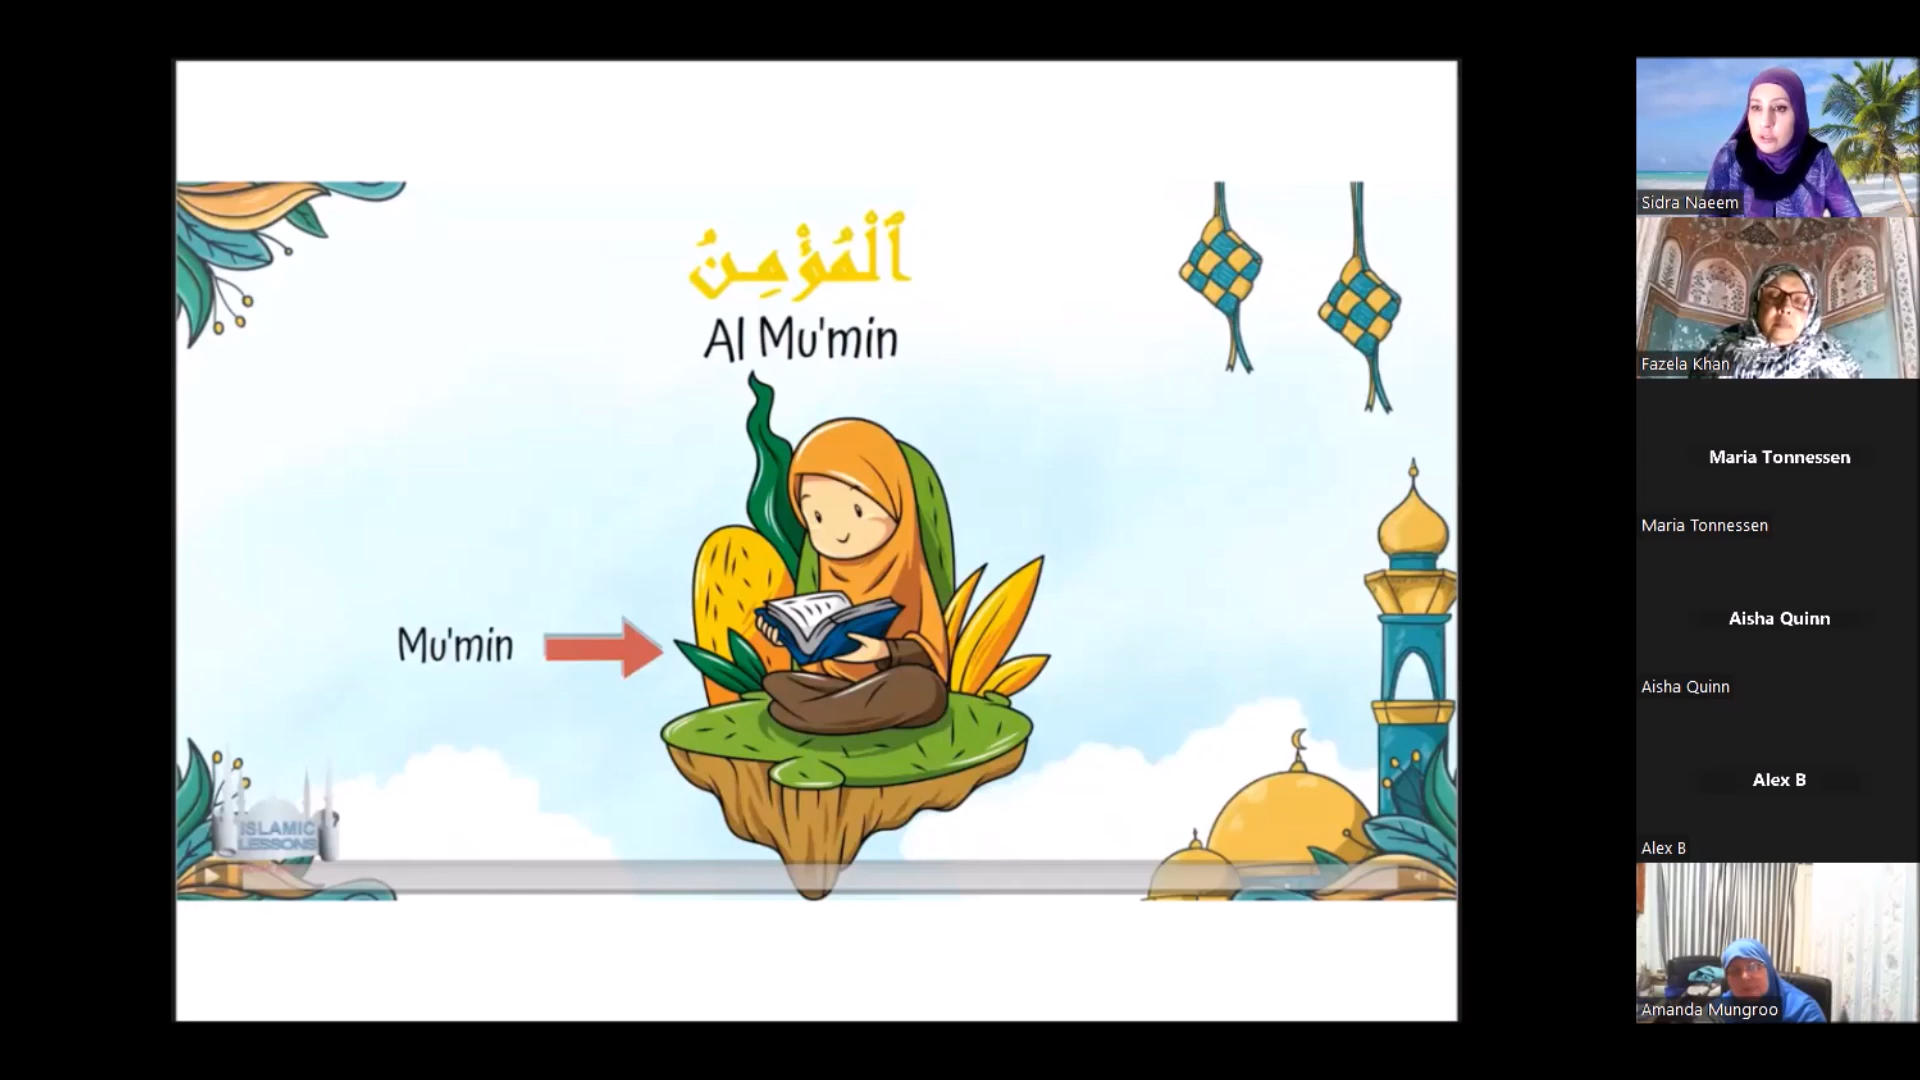 ٱلْمُؤْمِنُ
Al Mu'min
Mu'min
ISLAMIC
LESSONS
Sidra Naeem
Fazela Khan
Maria Tonnessen
Maria Tonnessen
Aisha Quinn
Aisha Quinn
Alex B
Alex B
Amanda Mungroo